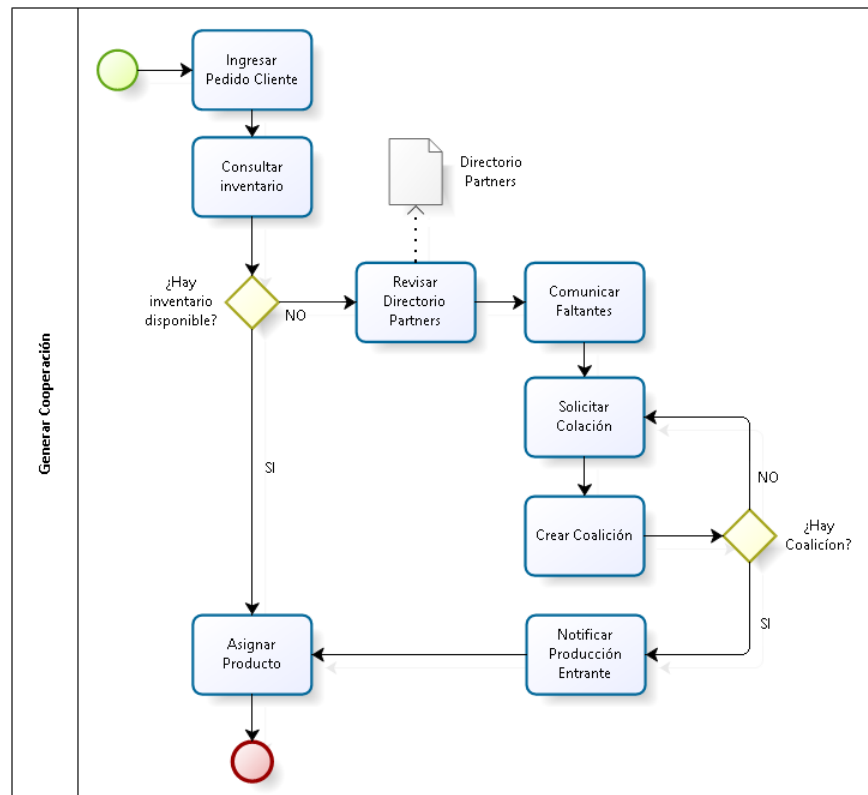 Generar Cooperación
Ingresar
Pedido Cliente
Consultar
inventario
Directorio
Partners
¿Hay
inventario
disponible?
NO
Revisar
Directorio
Partners
Comunicar
Faltantes
Solicitar
Colación
SI
NO
Crear Coalición
¿Hay
Coalicíon?
SI
Notificar
Producción
Entrante
Asignar
Producto